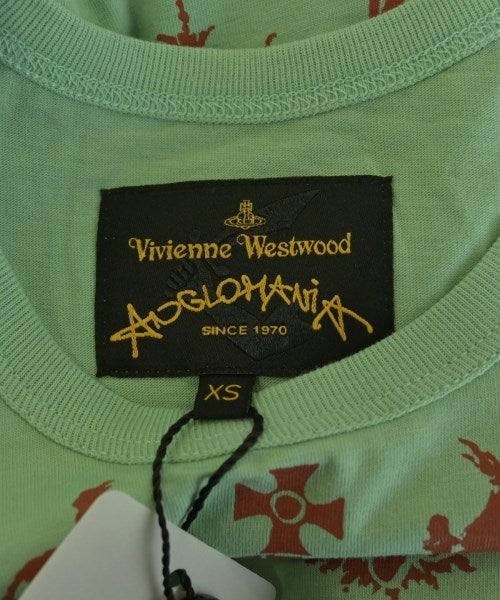 Vivienne Westwood
ANGLOMANIA
SINCE 1970
XS